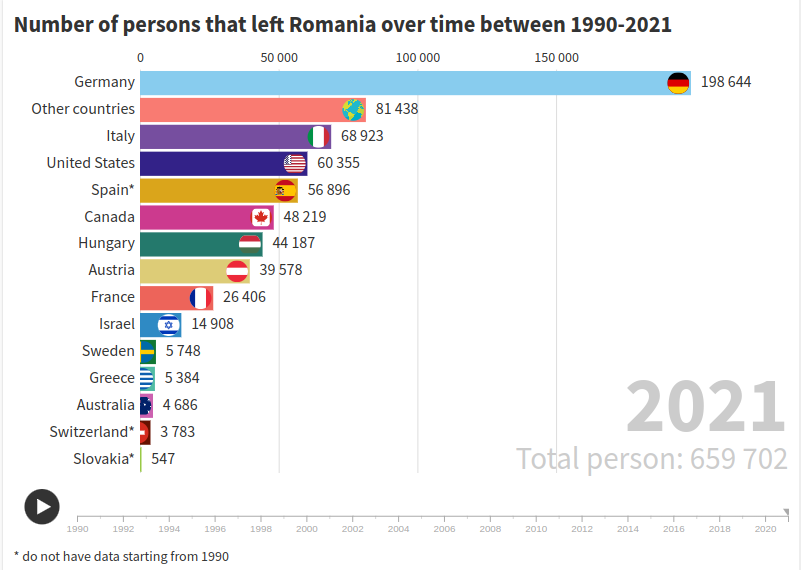 Number of persons that left Romania over time between 1990-2021
0 50 000 100 000 150 000
Germany 198 644
Other countries 81 438
Italy 68 923
United States 60 355
Spain* 56 896
Canada 48 219
Hungary 44 187
Austria 39 578
France 26 406
Israel 14 908
Sweden 5 748
Greece 5 384
Australia 4 686
Switzerland* 3 783
Slovakia* 547
2021
Total person: 659 702
1990 1992 1994 1996 1998 2000 2002 2004 2006 2008 2010 2012 2014 2016 2018 2020
* do not have data starting from 1990